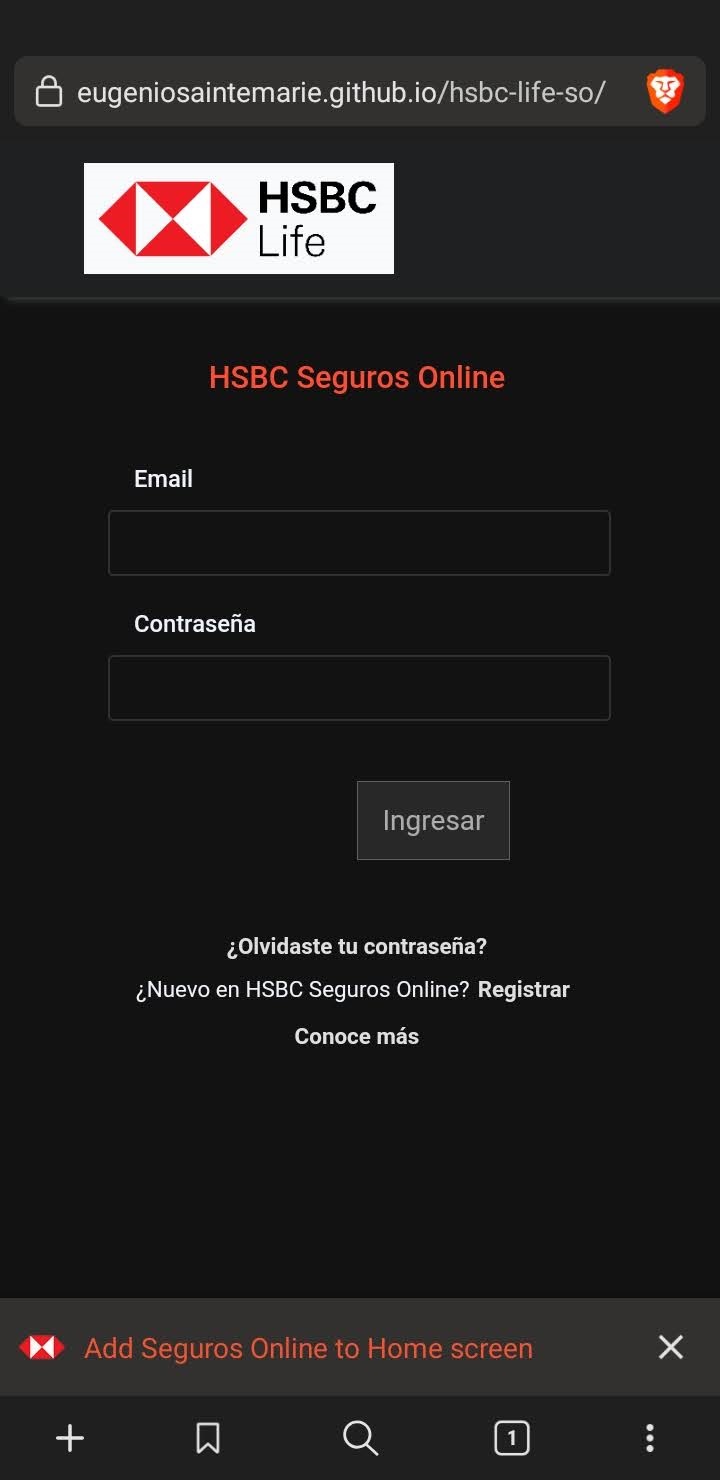 eugeniosaintemarie.github.io/hsbc-life-so/
HSBC
Life
HSBC Seguros Online
Email
Contraseña
Ingresar
¿Olvidaste tu contraseña?
¿Nuevo en HSBC Seguros Online? Registrar
Conoce más
Add Seguros Online to Home screen
1